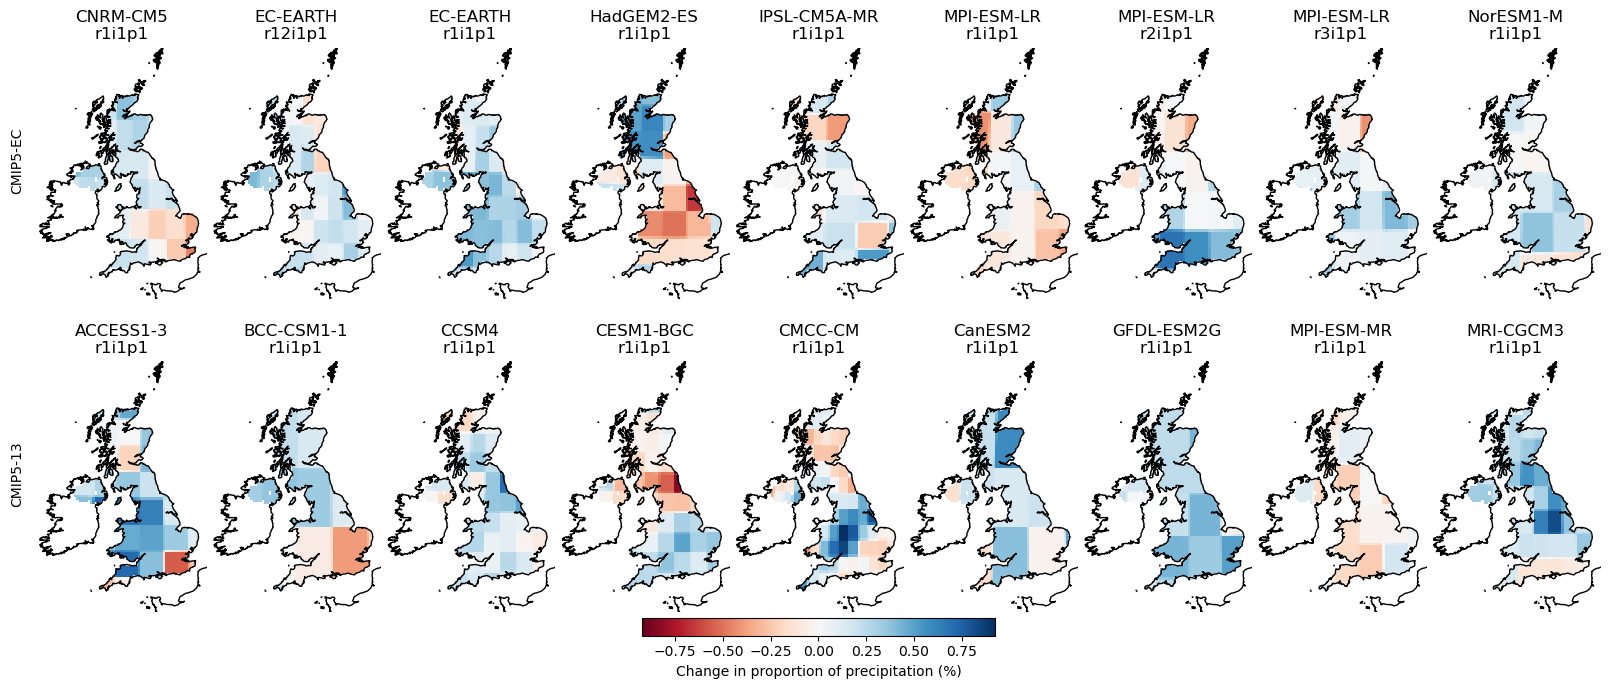 CNRM-CM5
r1i1p1
EC-EARTH
r12i1p1
EC-EARTH
r1i1p1
HadGEM2-ES
r1i1p1
IPSL-CM5A-MR
r1i1p1
MPI-ESM-LR
r1i1p1
MPI-ESM-LR
r2i1p1
MPI-ESM-LR
r3i1p1
NorESM1-M
r1i1p1
CMIP5-EC
ACCESS1-3
r1i1p1
BCC-CSM1-1
r1i1p1
CCSM4
r1i1p1
CESM1-BGC
r1i1p1
CMCC-CM
r1i1p1
CanESM2
r1i1p1
GFDL-ESM2G
r1i1p1
MPI-ESM-MR
r1i1p1
MRI-CGCM3
r1i1p1
CMIP5-13
−0.75 −0.50 −0.25 0.00 0.25 0.50 0.75
Change in proportion of precipitation (%)